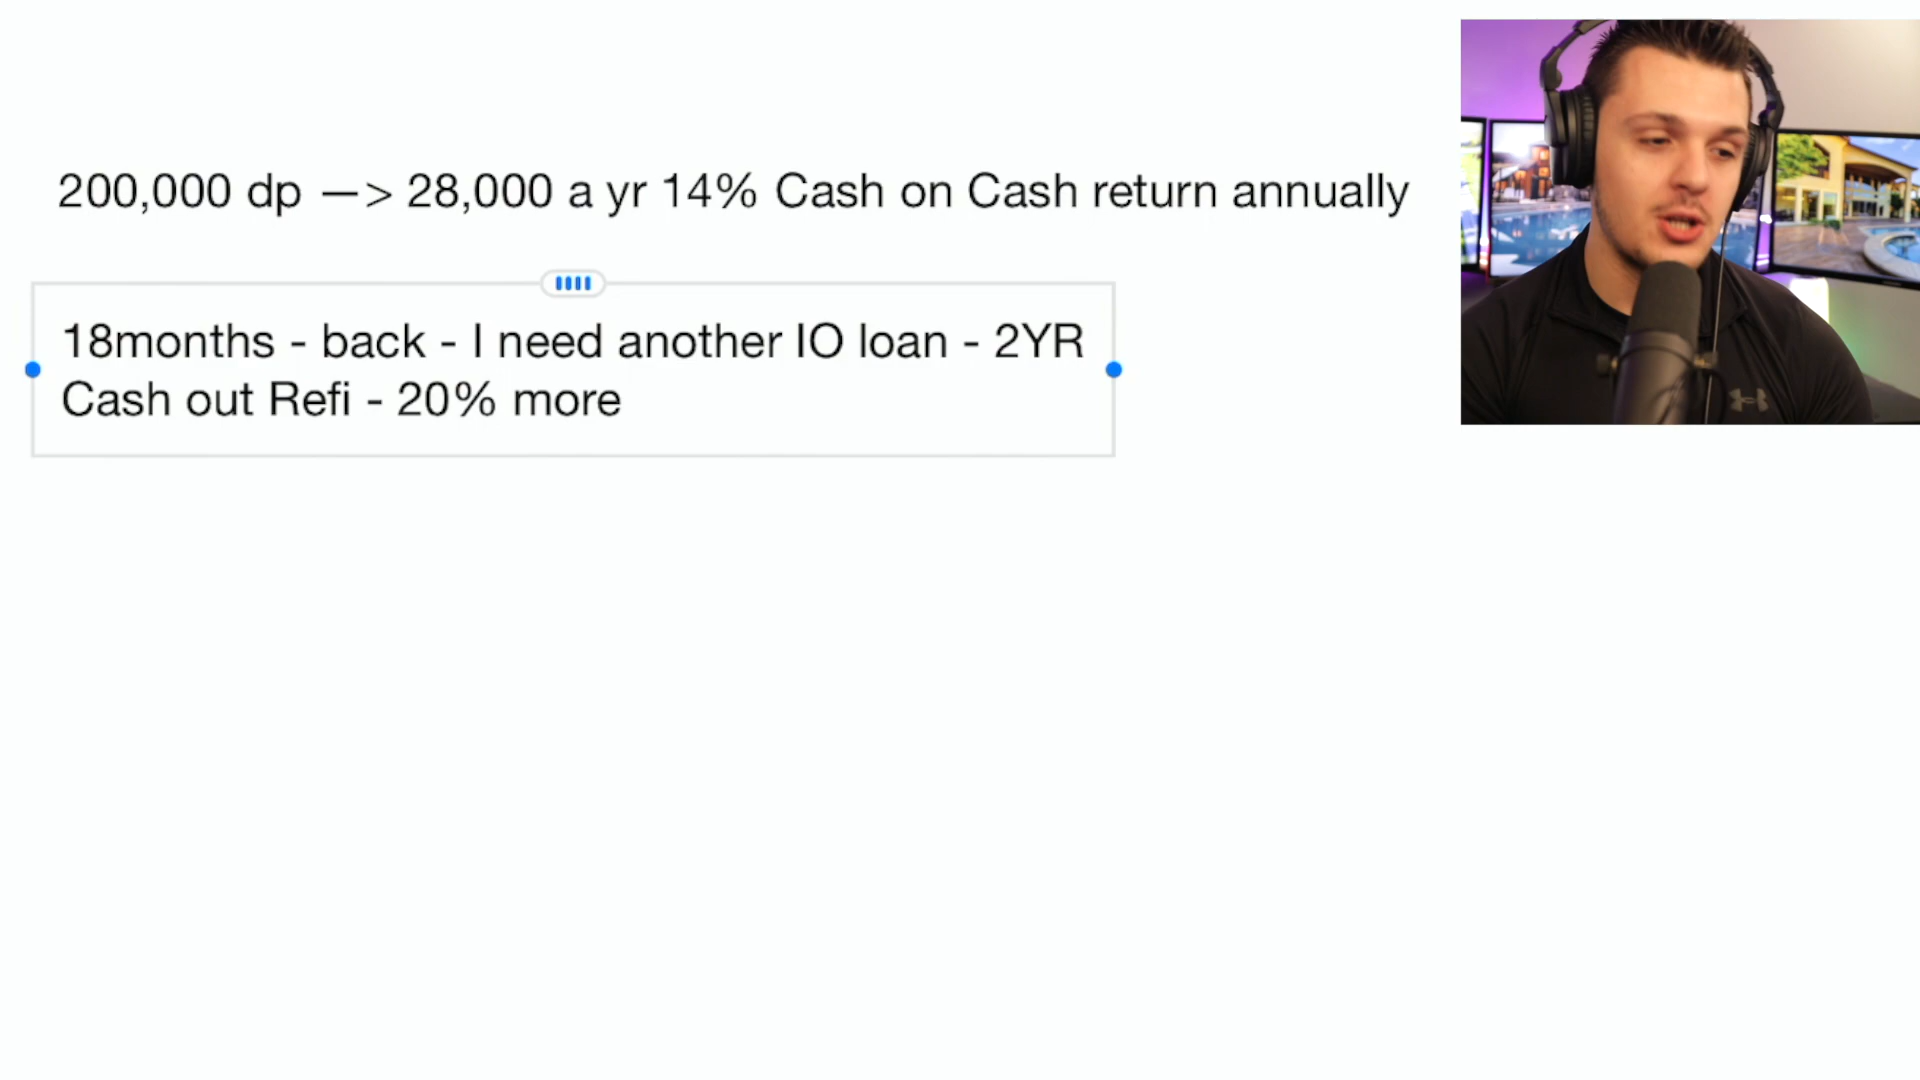 200,000 dp —> 28,000 a yr 14% Cash on Cash return annually
18months - back - I need another IO loan - 2YR
Cash out Refi - 20% more